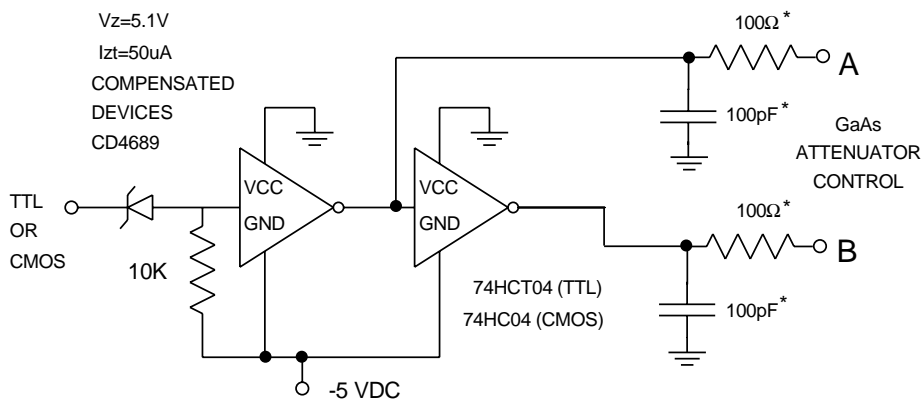 Vz=5.1V
Izt=50uA
COMPENSATED
DEVICES
CD4689
TTL
OR
CMOS
10K
VCC
GND
VCC
GND
-5 VDC
74HCT04 (TTL)
74HC04 (CMOS)
100Ω*
A
100pF*
GaAs
ATTENUATOR
CONTROL
100Ω*
B
100pF*